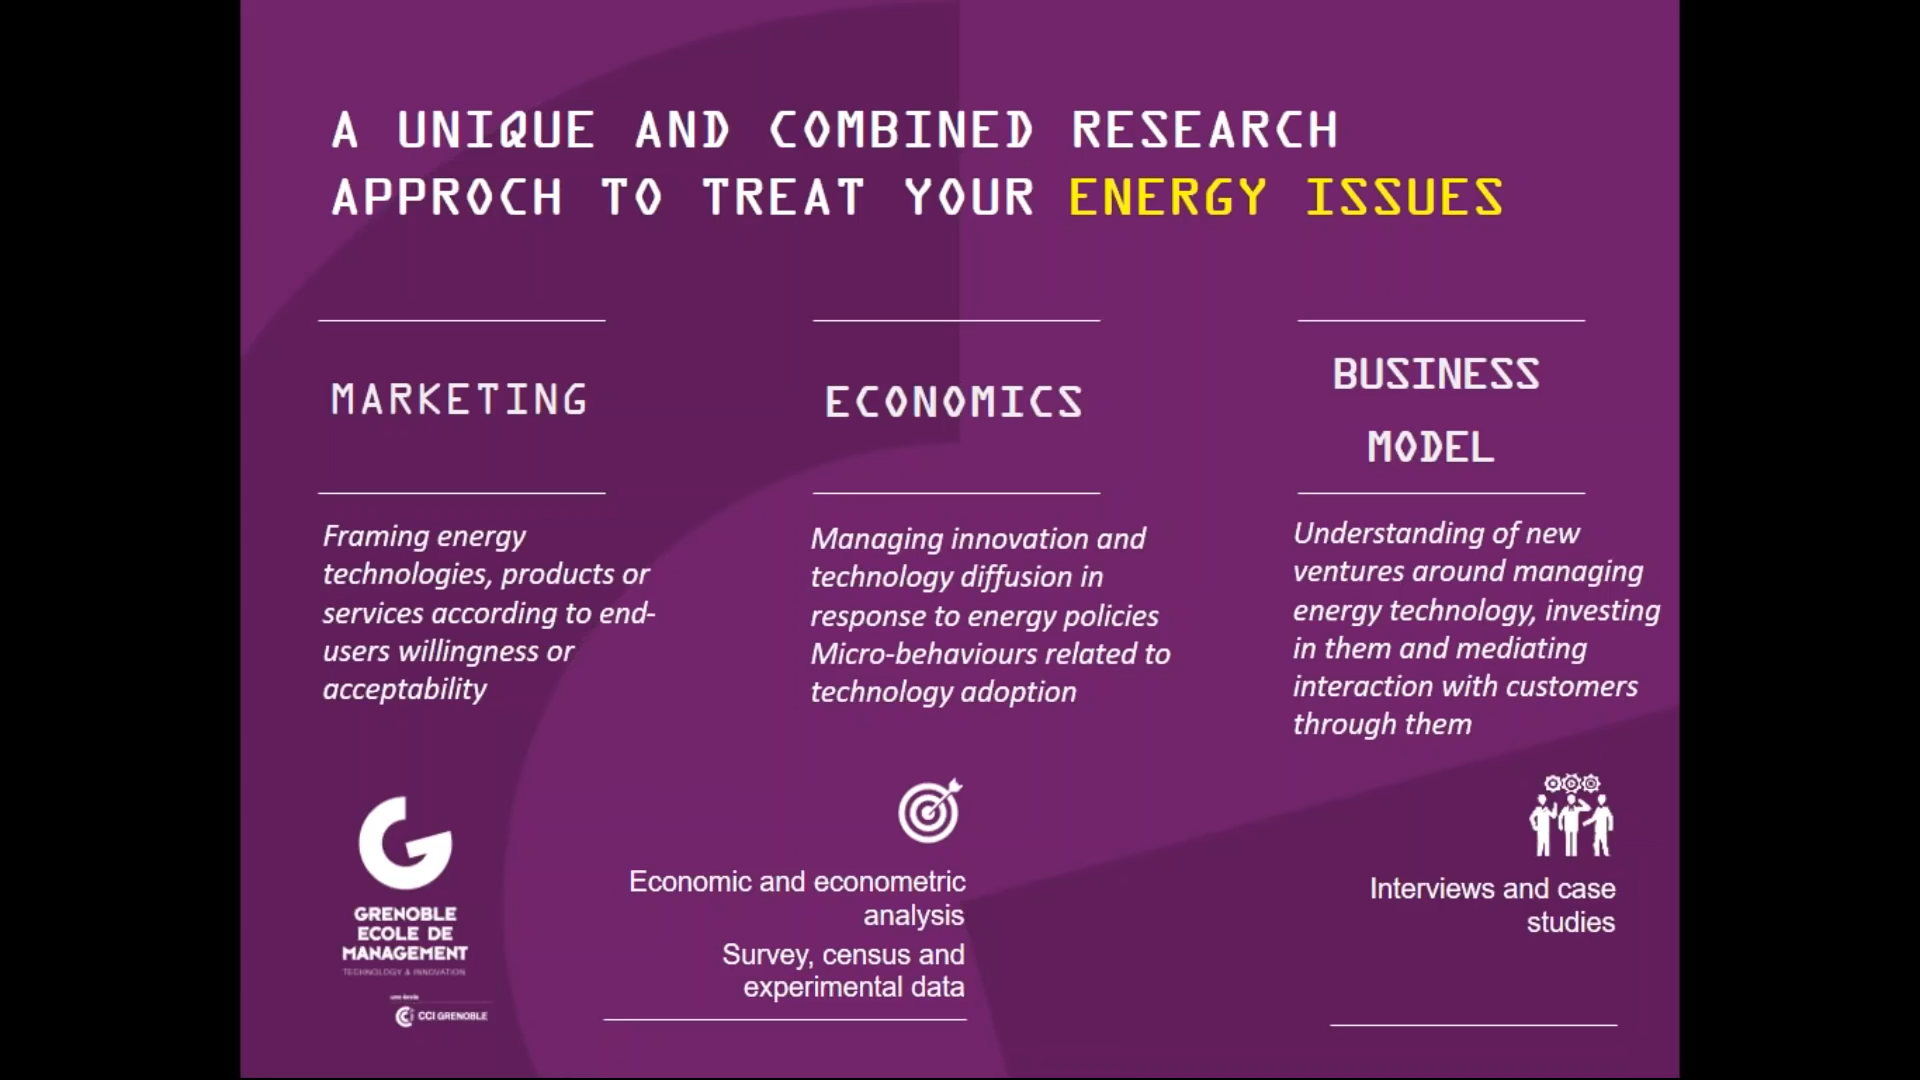 A UNIQUE AND COMBINED RESEARCH
APPROCH TO TREAT YOUR ENERGY ISSUES
MARKETING
Framing energy
technologies, products or
services according to end-
users willingness or
acceptability
ECONOMICS
Managing innovation and
technology diffusion in
response to energy policies
Micro-behaviours related to
technology adoption
BUSINESS
MODEL
Understanding of new
ventures around managing
energy technology, investing
in them and mediating
interaction with customers
through them
GRENOBLE
ECOLE DE
MANAGEMENT
TECHNOLOGY & INNOVATION
une école
CCI GRENOBLE
Economic and econometric
analysis
Survey, census and
experimental data
Interviews and case
studies